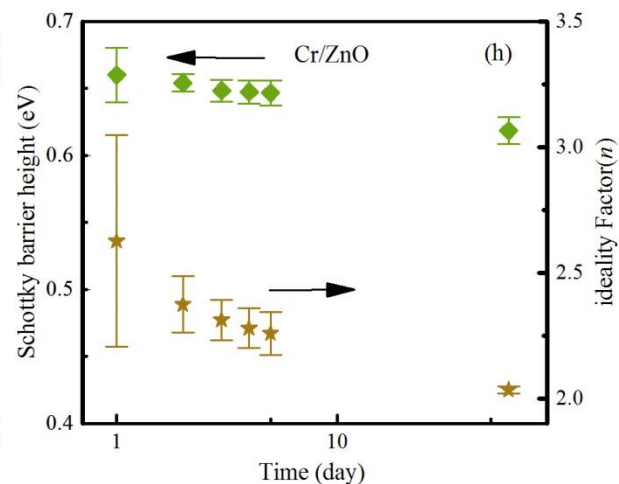 0.7
0.6
0.5
0.4
Schottky barrier height (eV)
Cr/ZnO
(h)
3.5
3.0
2.5
2.0
ideality Factor(n)
1
10
Time (day)